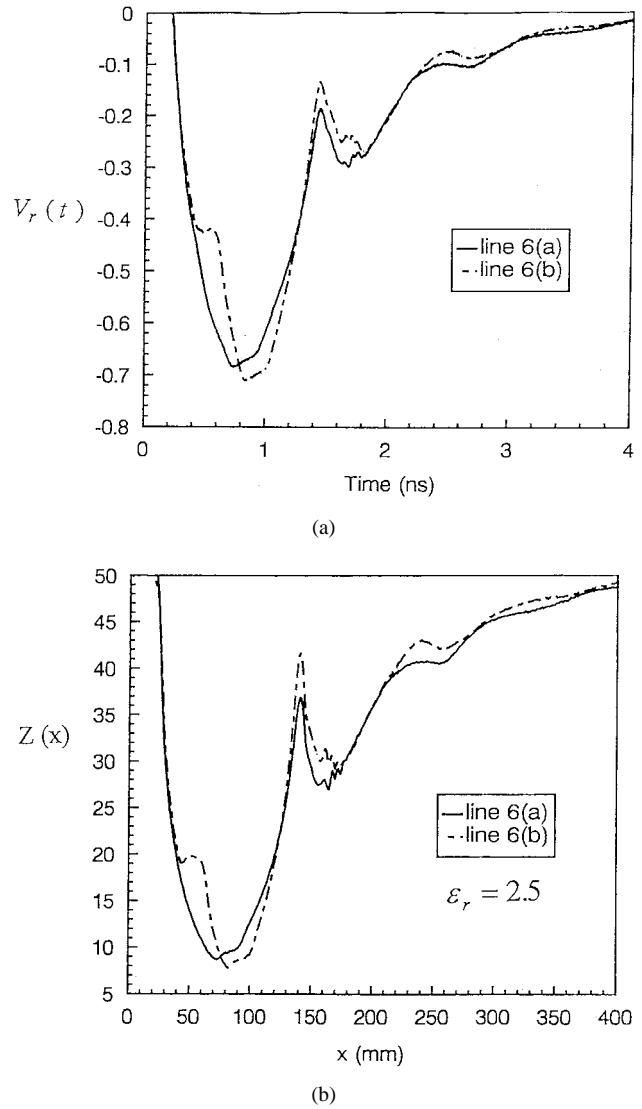 0
-0.1
-0.2
-0.3
-0.4
-0.5
-0.6
-0.7
-0.8
V_r (t)
line 6(a)
line 6(b)
0 1 2 3 4
Time (ns)
(a)
50
45
40
35
30
25
20
15
10
5
Z (x)
line 6(a)
line 6(b)
ε_r = 2.5
0 50 100 150 200 250 300 350 400
x (mm)
(b)